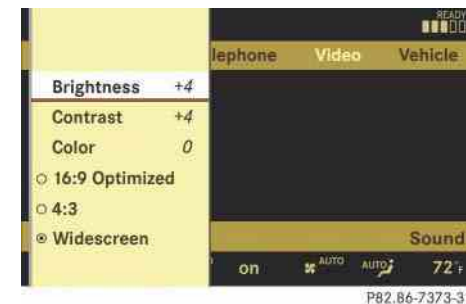 READY
lephone Video Vehicle
Brightness +4
Contrast +4
Color 0
16:9 Optimized
4:3
Widescreen
Sound
on AUTO AUTO 72°F
P82.86-7373-3